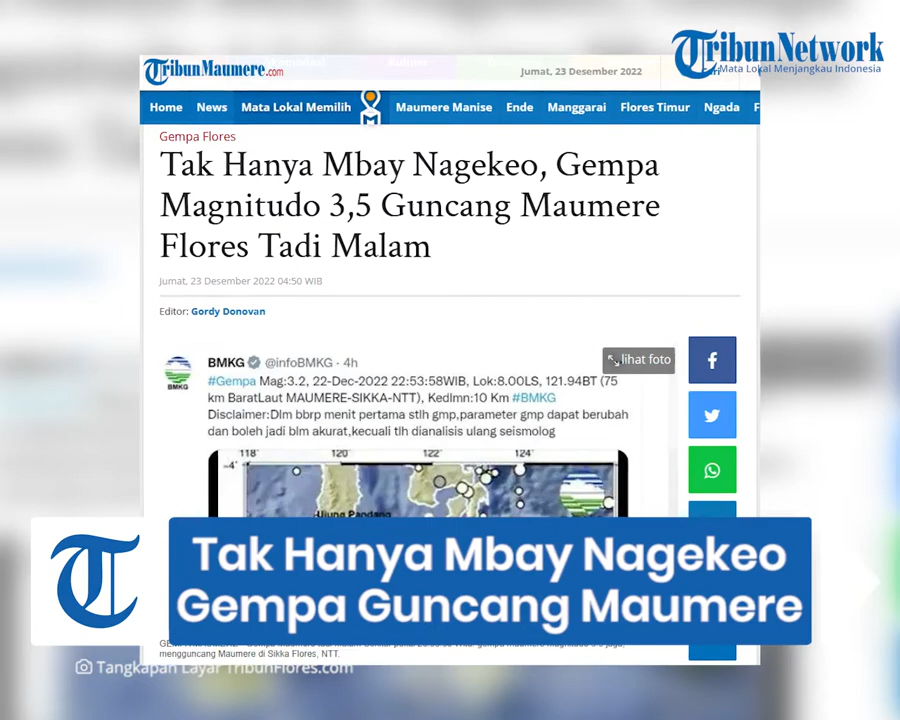 TribunNetwork
Mata Lokal Menjangkau Indonesia
TribunMaumere.com
Jumat, 23 Desember 2022
Home News Mata Lokal Memilih Maumere Manise Ende Manggarai Flores Timur Ngada F
Gempa Flores
Tak Hanya Mbay Nagekeo, Gempa
Magnitudo 3,5 Guncang Maumere
Flores Tadi Malam
Jumat, 23 Desember 2022 04:50 WIB
Editor: Gordy Donovan
BMKG @infoBMKG · 4h
lihat foto
#Gempa Mag:3.2, 22-Dec-2022 22:53:58WIB, Lok:8.00LS, 121.94BT (75
km BaratLaut MAUMERE-SIKKA-NTT), Kedlmn:10 Km #BMKG
Disclaimer:Dlm bbrp menit pertama stlh gmp,parameter gmp dapat berubah
dan boleh jadi blm akurat,kecuali tlh dianalisis ulang seismolog
BMKG
118° 120° 122° 124°
-4°
Ujung Pandang
Tak Hanya Mbay Nagekeo
Gempa Guncang Maumere
mengguncang Maumere di Sikka Flores, NTT.
Tangkapan Layar TribunFlores.com